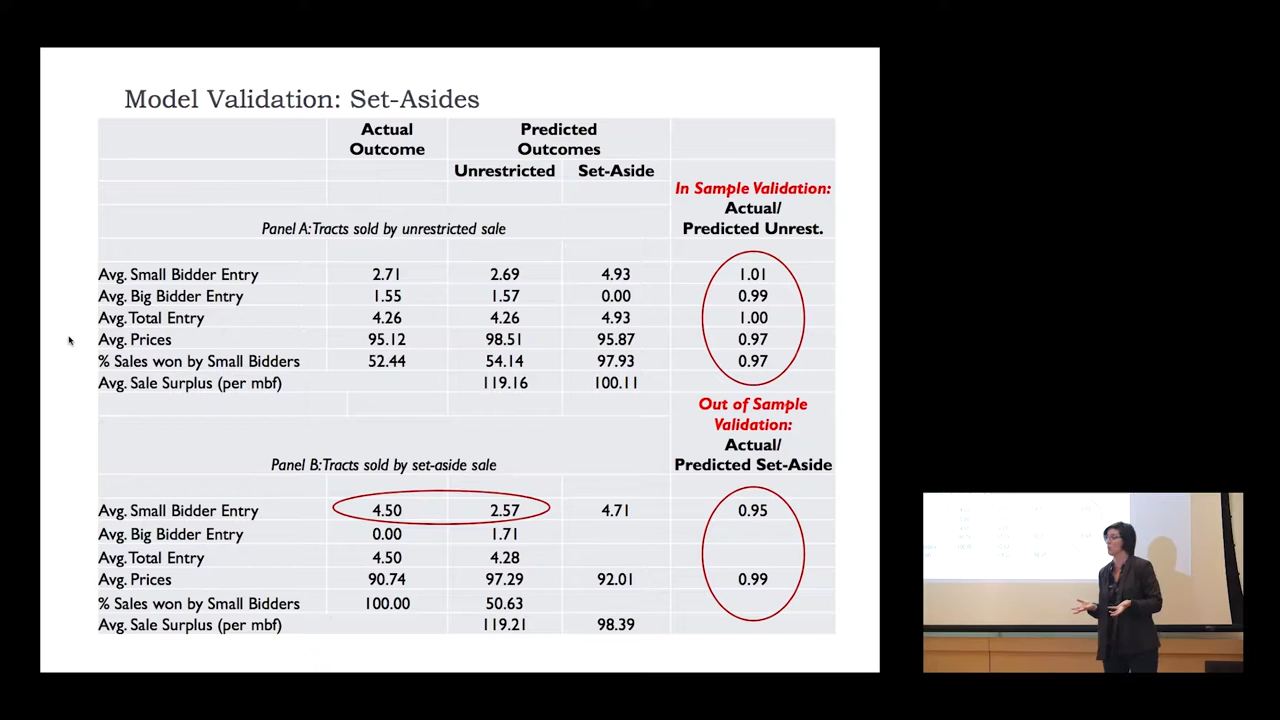 Model Validation: Set-Asides
Actual Outcome
Predicted Outcomes
Unrestricted Set-Aside
In Sample Validation:
Actual/
Predicted Unrest.
Panel A: Tracts sold by unrestricted sale
Avg. Small Bidder Entry 2.71 2.69 4.93 1.01
Avg. Big Bidder Entry 1.55 1.57 0.00 0.99
Avg. Total Entry 4.26 4.26 4.93 1.00
Avg. Prices 95.12 98.51 95.87 0.97
% Sales won by Small Bidders 52.44 54.14 97.93 0.97
Avg. Sale Surplus (per mbf) 119.16 100.11
Out of Sample
Validation:
Actual/
Predicted Set-Aside
Panel B: Tracts sold by set-aside sale
Avg. Small Bidder Entry 4.50 2.57 4.71 0.95
Avg. Big Bidder Entry 0.00 1.71
Avg. Total Entry 4.50 4.28
Avg. Prices 90.74 97.29 92.01 0.99
% Sales won by Small Bidders 100.00 50.63
Avg. Sale Surplus (per mbf) 119.21 98.39